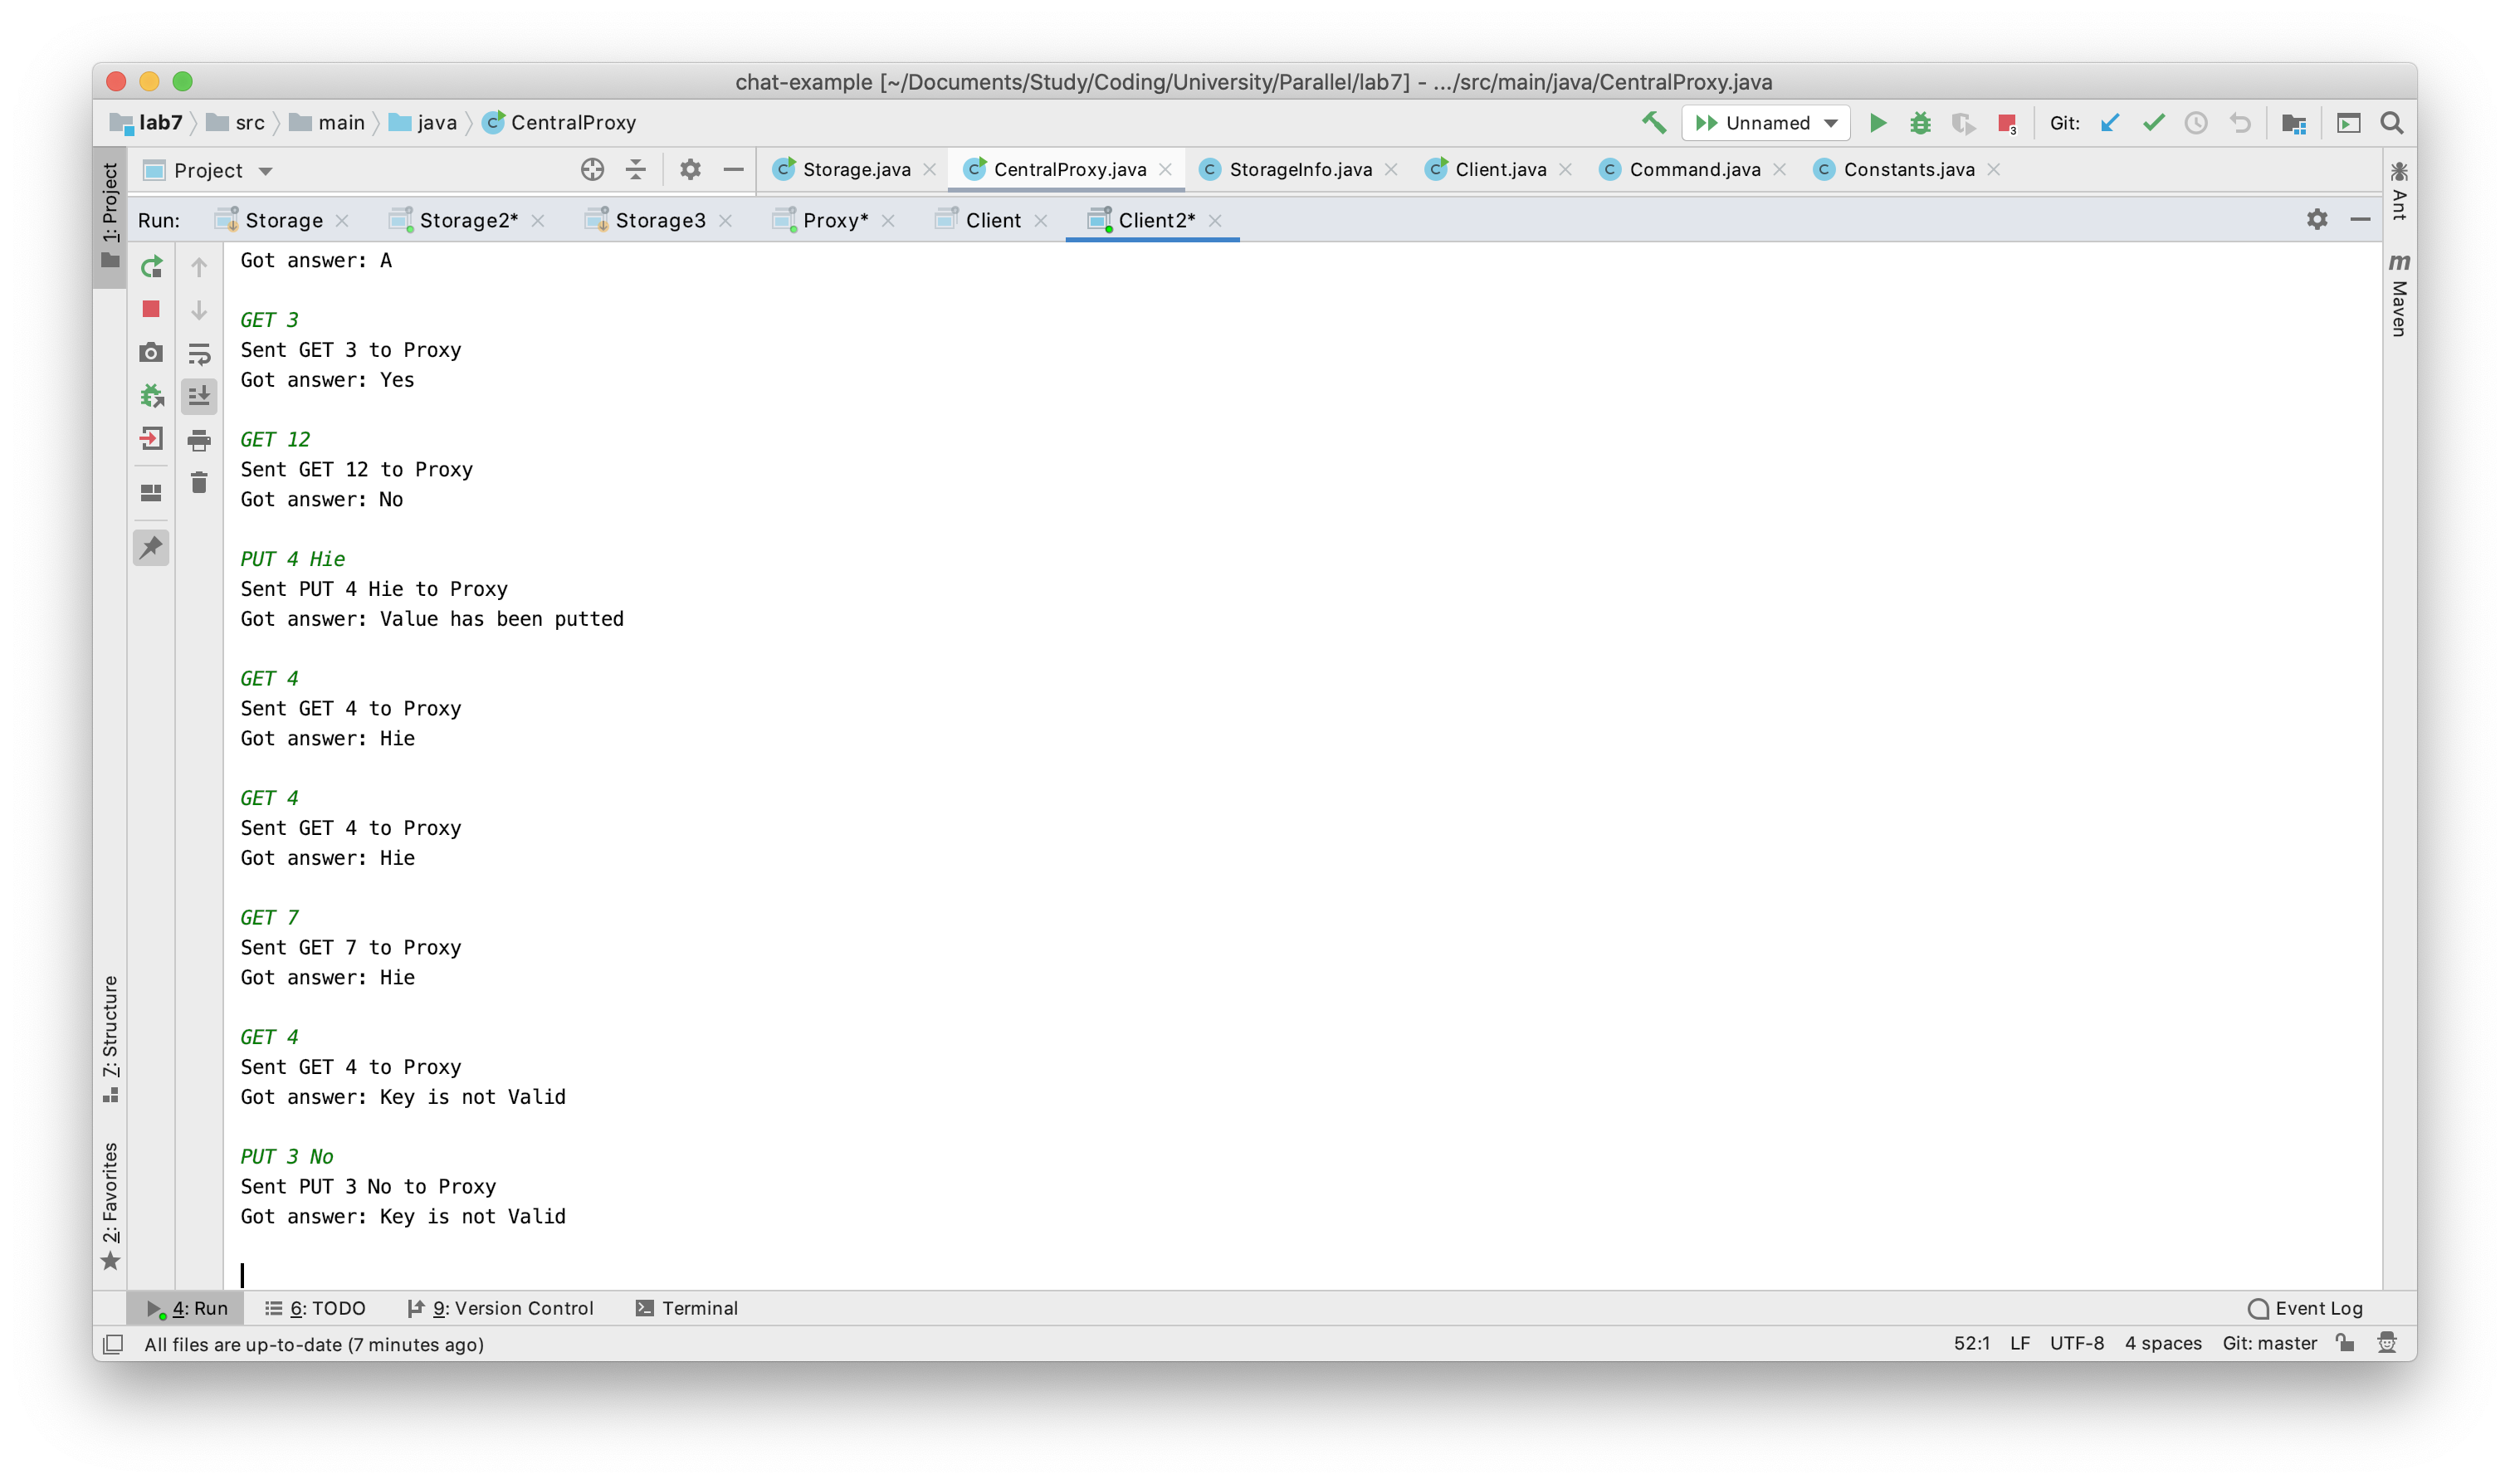 chat-example [~/Documents/Study/Coding/University/Parallel/lab7] - .../src/main/java/CentralProxy.java
lab7 src main java CentralProxy Unnamed 3 Git:
Project Storage.java CentralProxy.java StorageInfo.java Client.java Command.java Constants.java
Run: Storage Storage2* Storage3 Proxy* Client Client2*
1: Project
7: Structure
2: Favorites
Got answer: A
GET 3
Sent GET 3 to Proxy
Got answer: Yes
GET 12
Sent GET 12 to Proxy
Got answer: No
PUT 4 Hie
Sent PUT 4 Hie to Proxy
Got answer: Value has been putted
GET 4
Sent GET 4 to Proxy
Got answer: Hie
GET 4
Sent GET 4 to Proxy
Got answer: Hie
GET 7
Sent GET 7 to Proxy
Got answer: Hie
GET 4
Sent GET 4 to Proxy
Got answer: Key is not Valid
PUT 3 No
Sent PUT 3 No to Proxy
Got answer: Key is not Valid
Ant
m Maven
4: Run 6: TODO 9: Version Control Terminal Event Log
All files are up-to-date (7 minutes ago) 52:1 LF UTF-8 4 spaces Git: master